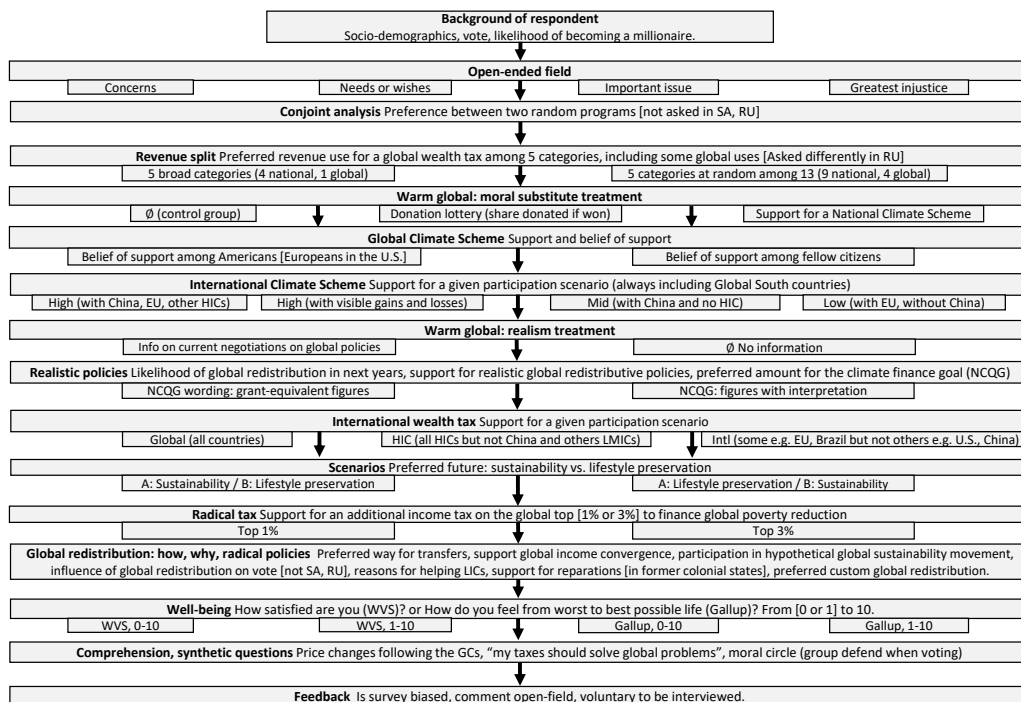 Background of respondent
Socio-demographics, vote, likelihood of becoming a millionaire.
Open-ended field
Concerns
Needs or wishes
Important issue
Greatest injustice
Conjoint analysis Preference between two random programs [not asked in SA, RU]
Revenue split Preferred revenue use for a global wealth tax among 5 categories, including some global uses [Asked differently in RU]
5 broad categories (4 national, 1 global)
5 categories at random among 13 (9 national, 4 global)
Warm global: moral substitute treatment
Ø (control group)
Donation lottery (share donated if won)
Support for a National Climate Scheme
Global Climate Scheme Support and belief of support
Belief of support among Americans [Europeans in the U.S.]
Belief of support among fellow citizens
International Climate Scheme Support for a given participation scenario (always including Global South countries)
High (with China, EU, other HICs)
High (with visible gains and losses)
Mid (with China and no HIC)
Low (with EU, without China)
Warm global: realism treatment
Info on current negotiations on global policies
Ø No information
Realistic policies Likelihood of global redistribution in next years, support for realistic global redistributive policies, preferred amount for the climate finance goal (NCQG)
NCQG wording: grant-equivalent figures
NCQG: figures with interpretation
International wealth tax Support for a given participation scenario
Global (all countries)
HIC (all HICs but not China and others LMICs)
Intl (some e.g. EU, Brazil but not others e.g. U.S., China)
Scenarios Preferred future: sustainability vs. lifestyle preservation
A: Sustainability / B: Lifestyle preservation
A: Lifestyle preservation / B: Sustainability
Radical tax Support for an additional income tax on the global top [1% or 3%] to finance global poverty reduction
Top 1%
Top 3%
Global redistribution: how, why, radical policies Preferred way for transfers, support global income convergence, participation in hypothetical global sustainability movement,
influence of global redistribution on vote [not SA, RU], reasons for helping LICs, support for reparations [in former colonial states], preferred custom global redistribution.
Well-being How satisfied are you (WVS)? or How do you feel from worst to best possible life (Gallup)? From [0 or 1] to 10.
WVS, 0-10
WVS, 1-10
Gallup, 0-10
Gallup, 1-10
Comprehension, synthetic questions Price changes following the GCs, "my taxes should solve global problems", moral circle (group defend when voting)
Feedback Is survey biased, comment open-field, voluntary to be interviewed.